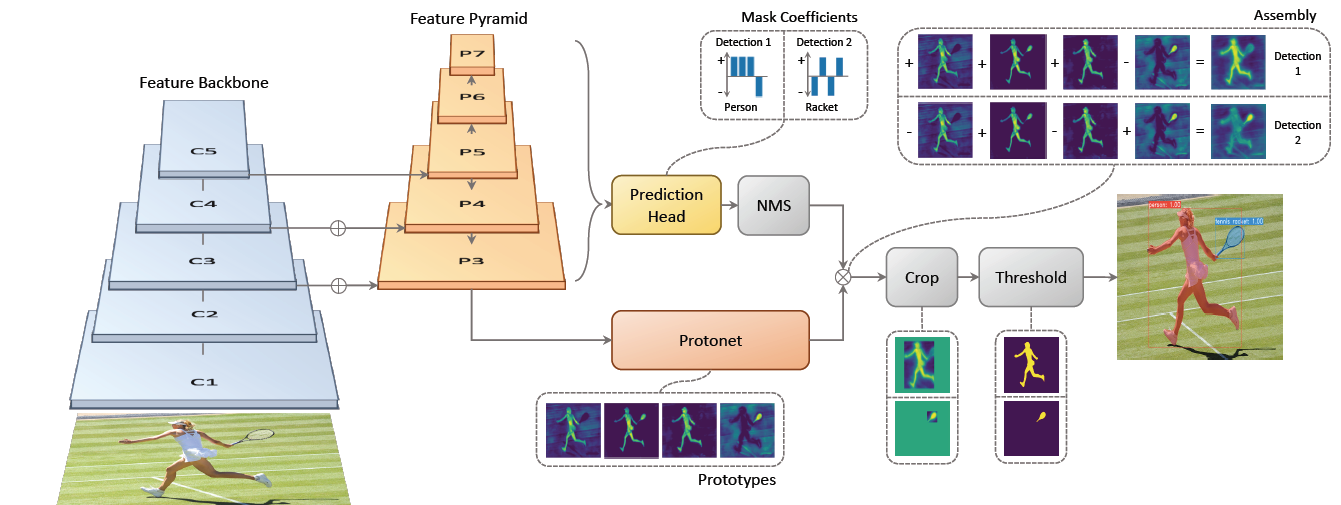 Feature Backbone
C5
C4
C3
C2
C1
Feature Pyramid
P7
P6
P5
P4
P3
Mask Coefficients
Detection 1
+
-
Person
Detection 2
+
-
Racket
Prediction
Head
NMS
Protonet
Prototypes
Assembly
+ + + - = Detection
1
- + - + = Detection
2
Crop
Threshold
person: 1.00
tennis racket: 1.00